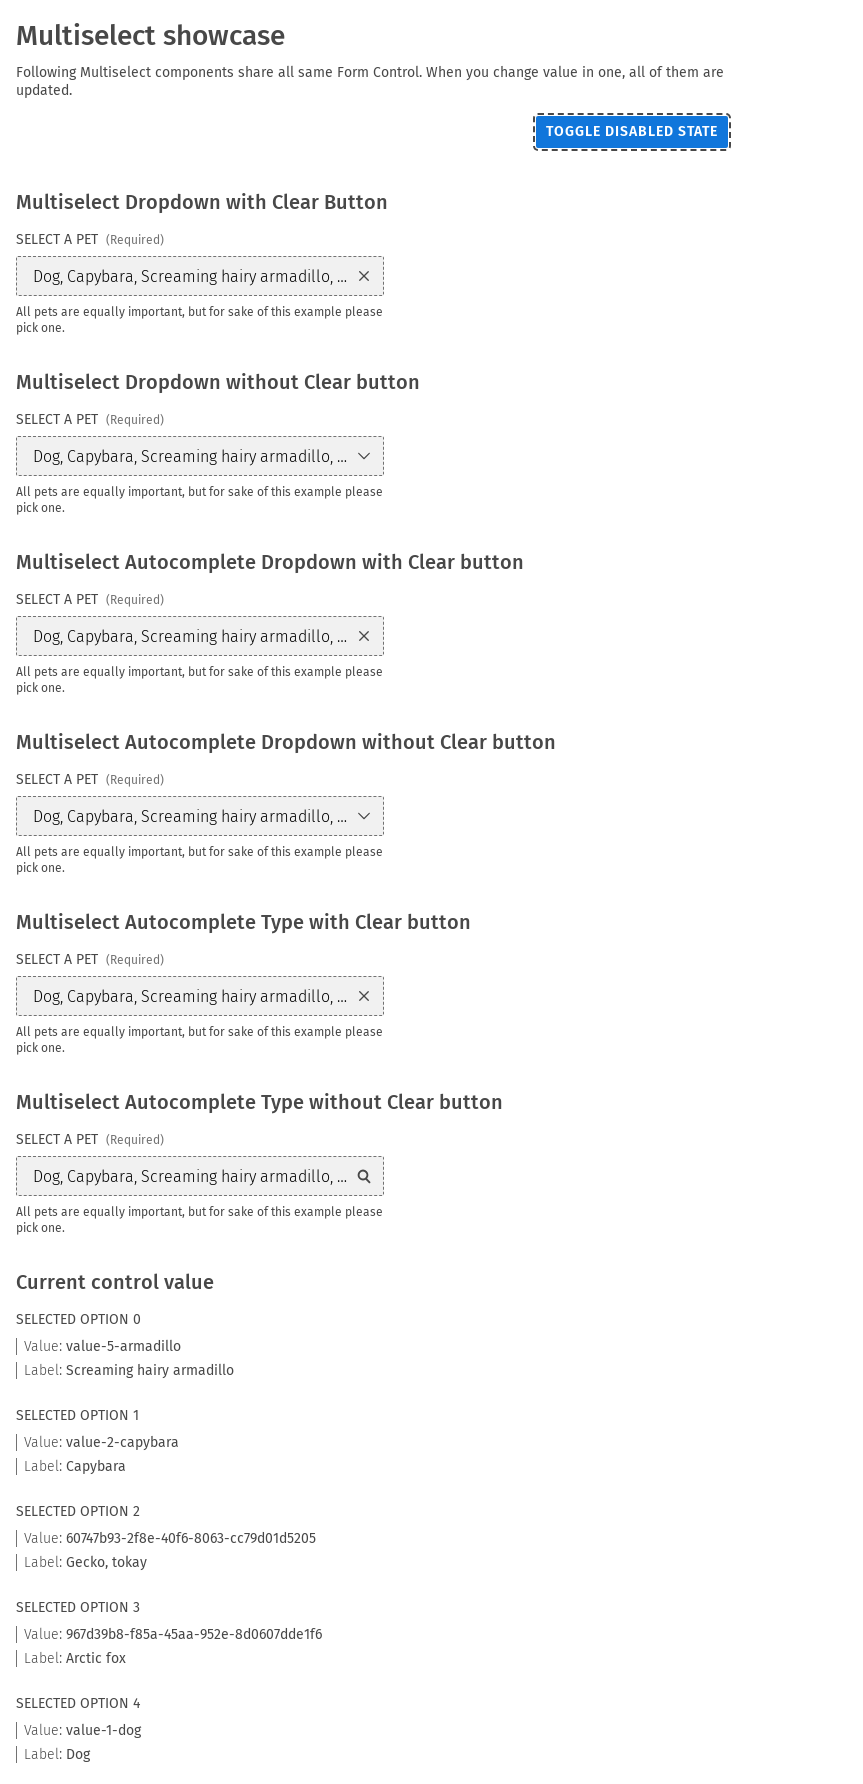 Multiselect showcase
Following Multiselect components share all same Form Control. When you change value in one, all of them are
updated.
TOGGLE DISABLED STATE
Multiselect Dropdown with Clear Button
SELECT A PET (Required)
Dog, Capybara, Screaming hairy armadillo, ...
All pets are equally important, but for sake of this example please
pick one.
Multiselect Dropdown without Clear button
SELECT A PET (Required)
Dog, Capybara, Screaming hairy armadillo, ...
All pets are equally important, but for sake of this example please
pick one.
Multiselect Autocomplete Dropdown with Clear button
SELECT A PET (Required)
Dog, Capybara, Screaming hairy armadillo, ...
All pets are equally important, but for sake of this example please
pick one.
Multiselect Autocomplete Dropdown without Clear button
SELECT A PET (Required)
Dog, Capybara, Screaming hairy armadillo, ...
All pets are equally important, but for sake of this example please
pick one.
Multiselect Autocomplete Type with Clear button
SELECT A PET (Required)
Dog, Capybara, Screaming hairy armadillo, ...
All pets are equally important, but for sake of this example please
pick one.
Multiselect Autocomplete Type without Clear button
SELECT A PET (Required)
Dog, Capybara, Screaming hairy armadillo, ...
All pets are equally important, but for sake of this example please
pick one.
Current control value
SELECTED OPTION 0
Value: value-5-armadillo
Label: Screaming hairy armadillo
SELECTED OPTION 1
Value: value-2-capybara
Label: Capybara
SELECTED OPTION 2
Value: 60747b93-2f8e-40f6-8063-cc79d01d5205
Label: Gecko, tokay
SELECTED OPTION 3
Value: 967d39b8-f85a-45aa-952e-8d0607dde1f6
Label: Arctic fox
SELECTED OPTION 4
Value: value-1-dog
Label: Dog